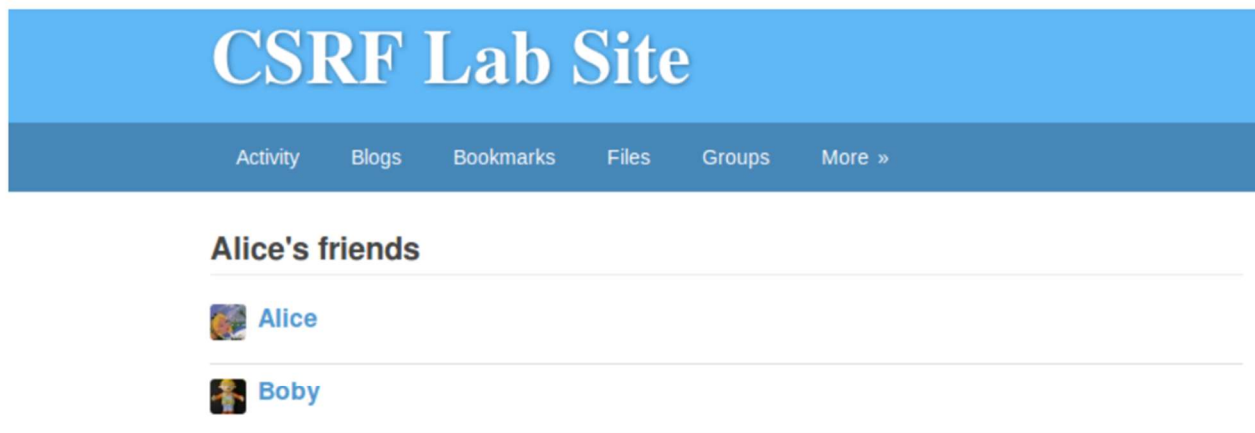 CSRF Lab Site
Activity Blogs Bookmarks Files Groups More »
Alice's friends
Alice
Boby